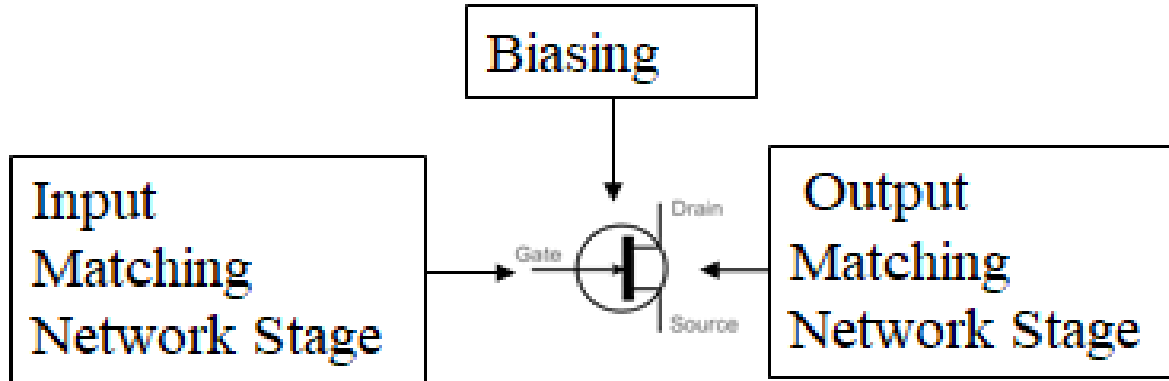 Biasing
Input
Matching
Network Stage
Drain
Gate
Source
Output
Matching
Network Stage